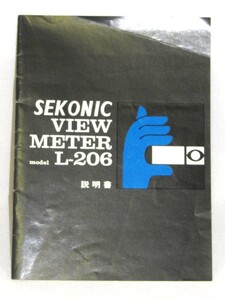 SEKONIC
VIEW
METER
model L-206
説明書